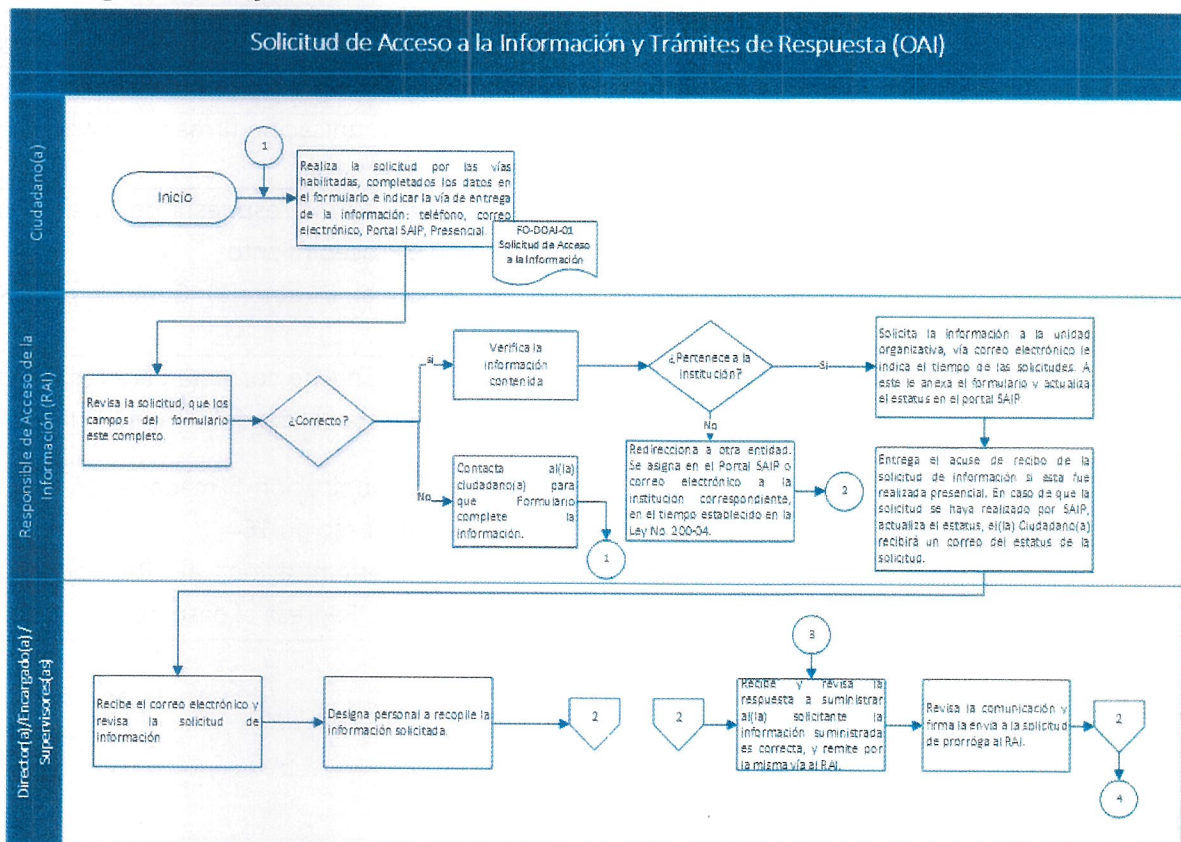 Solicitud de Acceso a la Información y Trámites de Respuesta (OAI)
Ciudadano(a)
1
Inicio
Realiza la solicitud por las vías
habilitadas, completados los datos en
el formulario e indicar la vía de entrega
de la información: teléfono, correo
electrónico, Portal SAIP, Presencial.
FO-DOAI-01
Solicitud de Acceso
a la Información
Responsible de Acceso de la
Información (RAI)
Revisa la solicitud, que los
campos del formulario
este completo.
¿Correcto?
si
Verifica la
información
contenida
¿Pertenece a la
institución?
Si
Solicita la información a la unidad
organizativa, vía correo electrónico le
indica el tiempo de las solicitudes. A
este le anexa el formulario y actualiza
el estatus en el portal SAIP
No
Contacta al(la)
ciudadano(a) para
que Formulario
complete la
información.
1
No
Redirecciona a otra entidad.
Se asigna en el Portal SAIP o
correo electrónico a la
institución correspondiente,
en el tiempo establecido en la
Ley No. 200-04.
2
Entrega el acuse de recibo de la
solicitud de información si esta fue
realizada presencial. En caso de que la
solicitud se haya realizado por SAIP,
actualiza el estatus, el(la) Ciudadano(a)
recibirá un correo del estatus de la
solicitud.
Director(a)/Encargado(a) /
Supervisores(as)
Recibe el correo electrónico y
revisa la solicitud de
información
Designa personal a recopile la
información solicitada.
2
2
3
Recibe y revisa la
respuesta a suministrar
al(la) solicitante la
información suministrada
es correcta, y remite por
la misma vía al RAI.
Revisa la comunicación y
firma la envía a la solicitud
de prorróga al RAI.
2
4